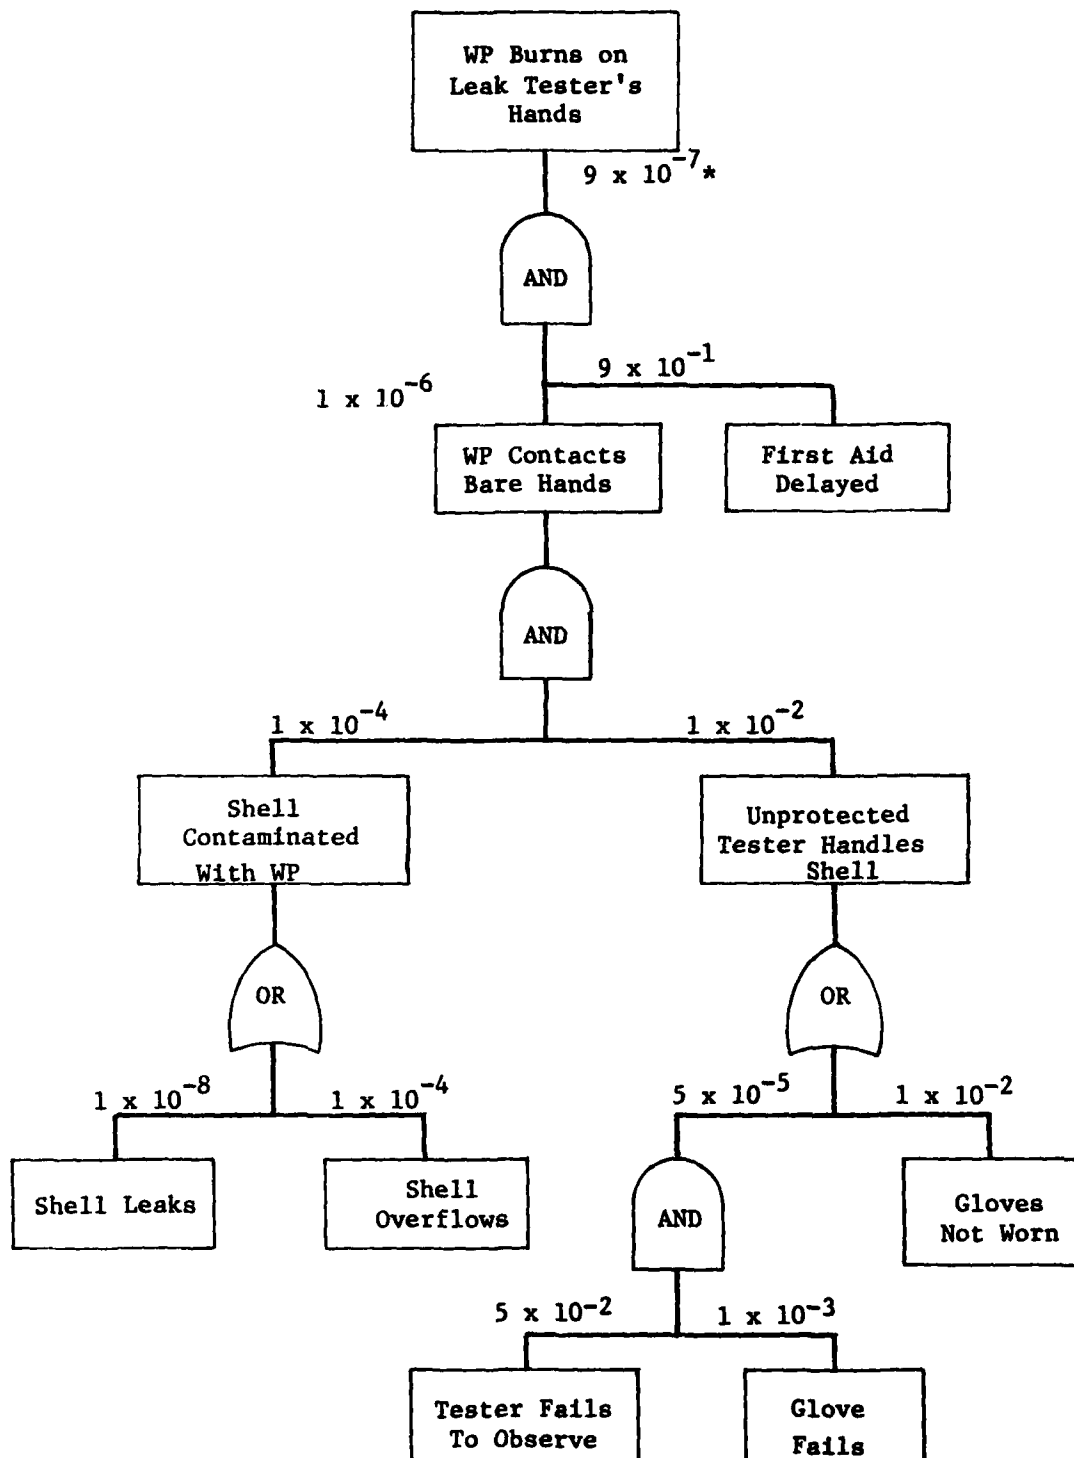 WP Burns on
Leak Tester's
Hands
9 x 10⁻⁷*
AND
9 x 10⁻¹
1 x 10⁻⁶
WP Contacts
Bare Hands
First Aid
Delayed
AND
1 x 10⁻⁴
1 x 10⁻²
Shell
Contaminated
With WP
Unprotected
Tester Handles
Shell
OR
OR
1 x 10⁻⁸
1 x 10⁻⁴
5 x 10⁻⁵
1 x 10⁻²
Shell Leaks
Shell
Overflows
AND
Gloves
Not Worn
5 x 10⁻²
1 x 10⁻³
Tester Fails
To Observe
Glove
Fails